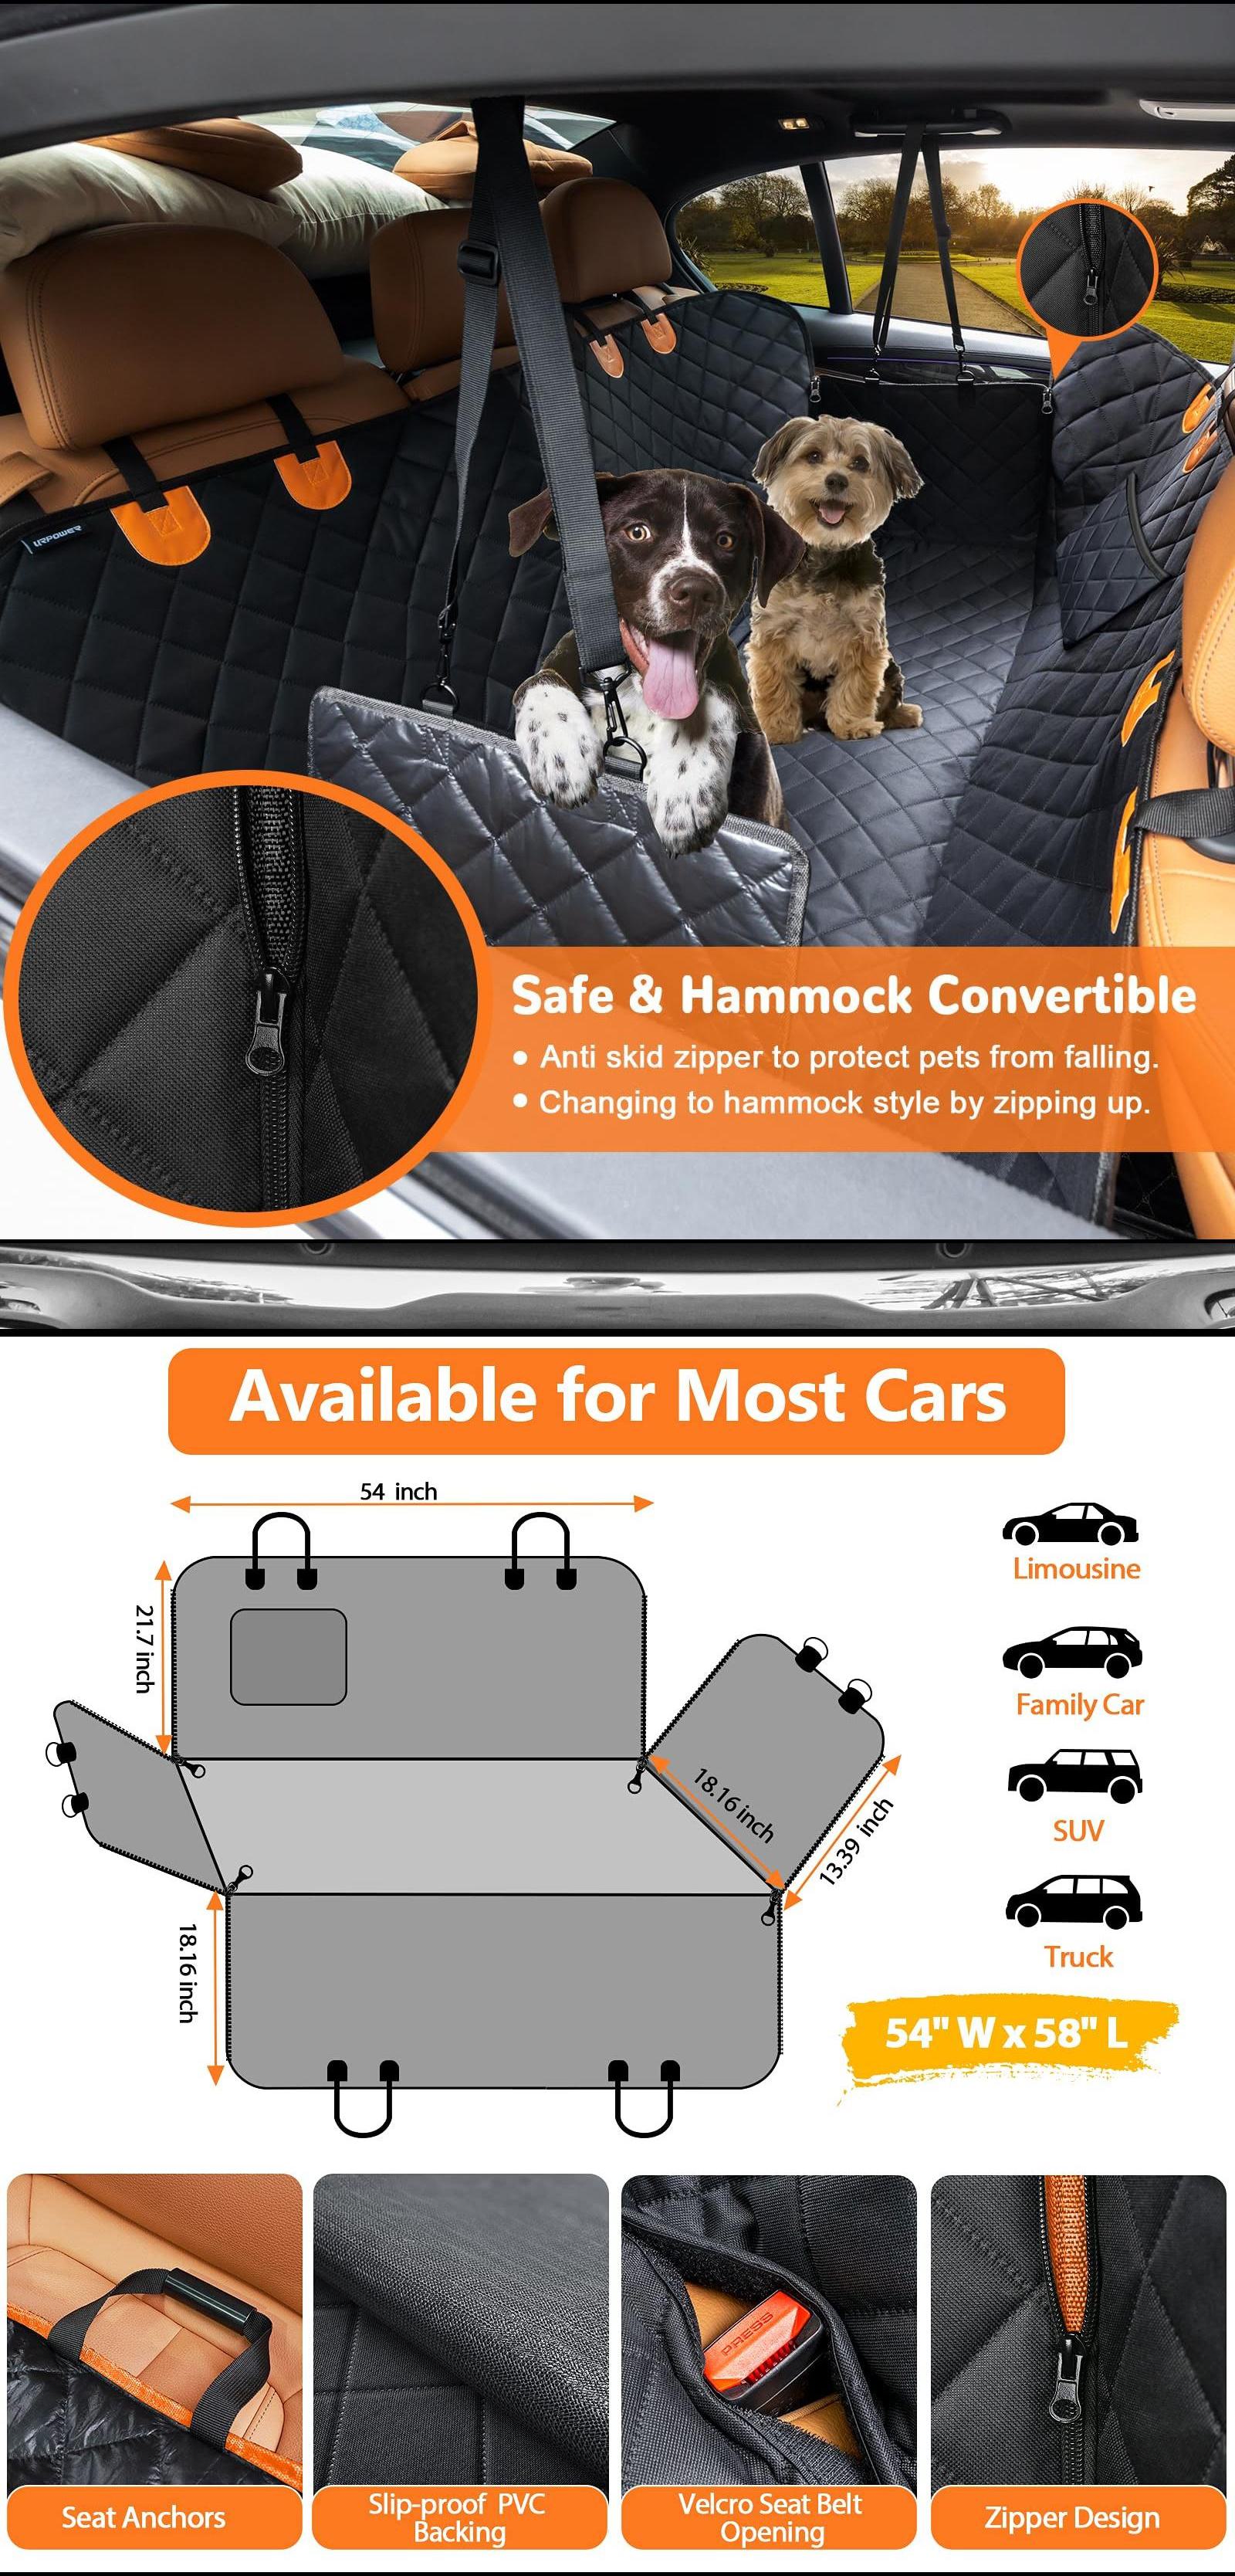 URPOWER
Safe & Hammock Convertible
• Anti skid zipper to protect pets from falling.
• Changing to hammock style by zipping up.
Available for Most Cars
54 inch
21.7 inch
18.16 inch
13.39 inch
18.16 inch
Limousine
Family Car
SUV
Truck
54" W x 58" L
PRESS
Seat Anchors
Slip-proof PVC
Backing
Velcro Seat Belt
Opening
Zipper Design